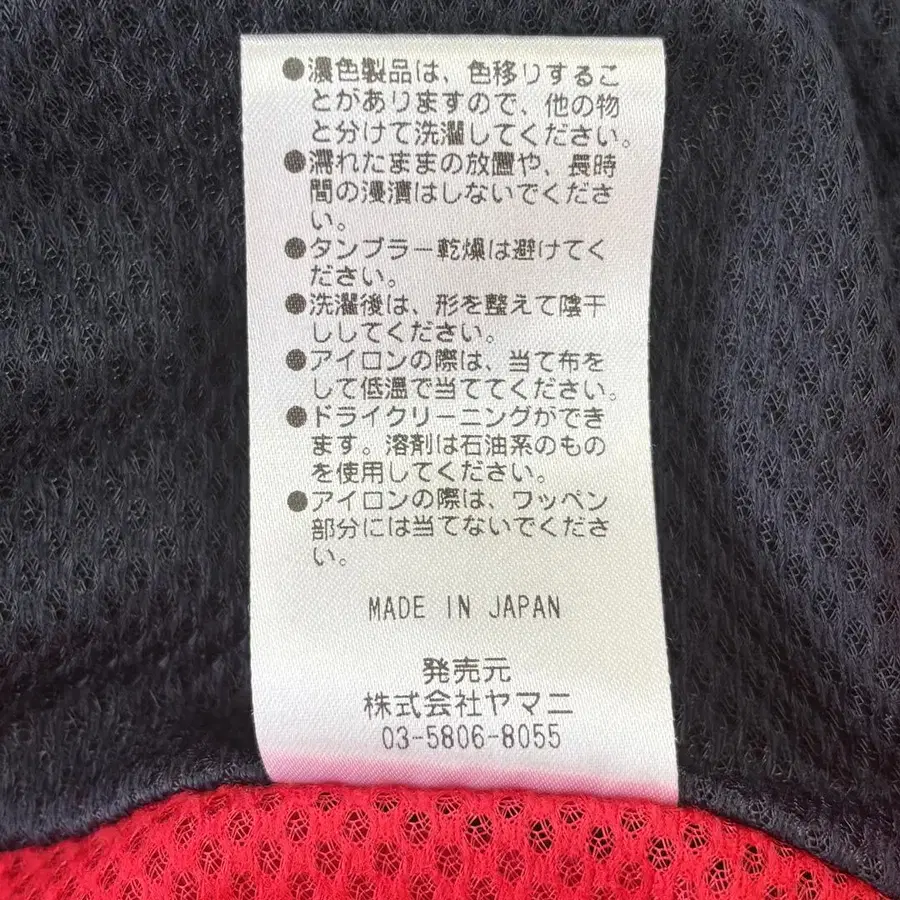 ●濃色製品は、色移りするこ
とがありますので、他の物
と分けて洗濯してください。
●濡れたままの放置や、長時
間の浸漬はしないでくださ
い。
●タンブラー乾燥は避けてく
ださい。
●洗濯後は、形を整えて陰干
ししてください。
●アイロンの際は、当て布を
して低温で当ててください。
●ドライクリーニングができ
ます。溶剤は石油系のもの
を使用してください。
●アイロンの際は、ワッペン
部分には当てないでくださ
い。
MADE IN JAPAN
発売元
株式会社ヤマニ
03-5806-8055